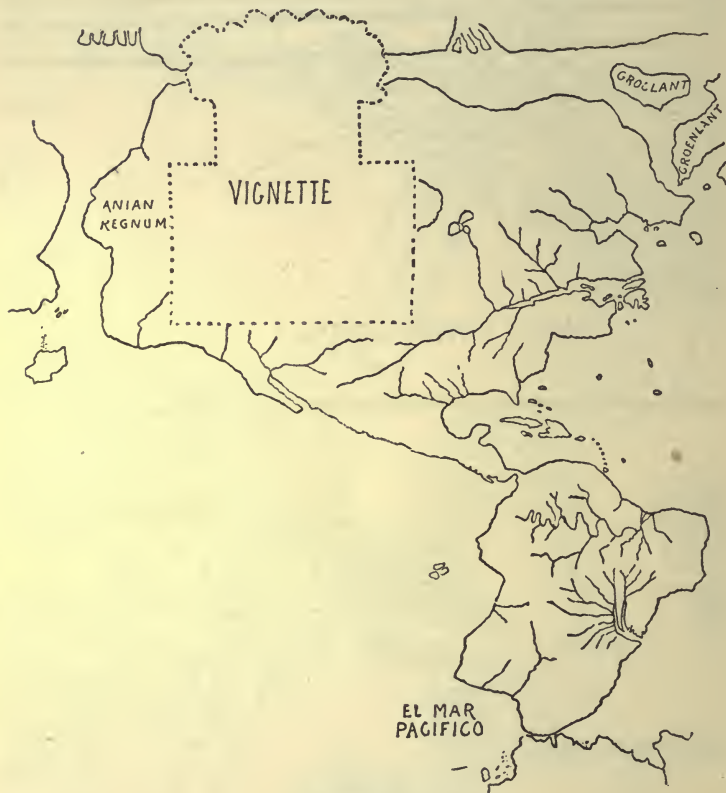 GROCLANT
GROENLANT
VIGNETTE
ANIAN
REGNUM
EL MAR
PACIFICO